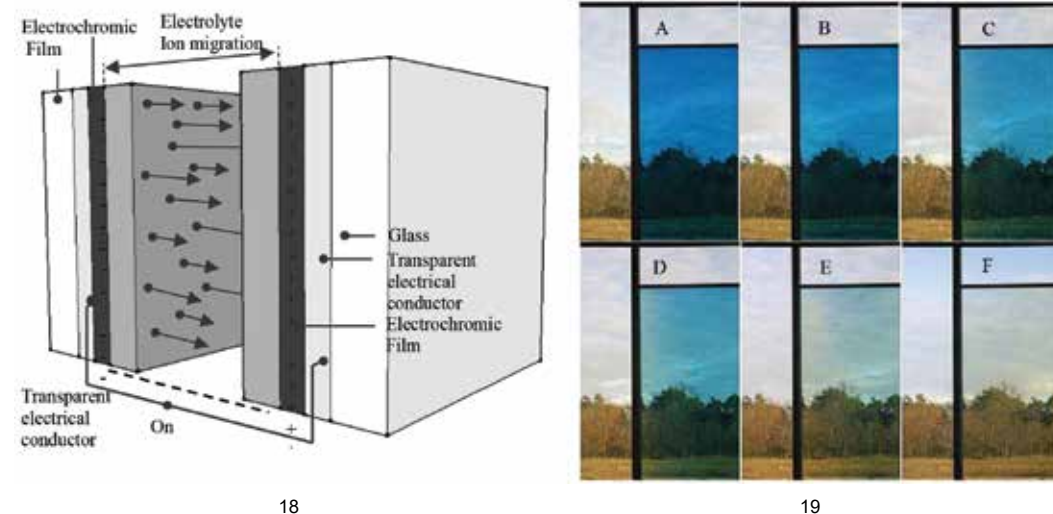 Electrochromic
Film
Electrolyte
Ion migration
Glass
Transparent
electrical
conductor
Electrochromic
Film
Transparent
electrical
conductor
On
-
+
-
18
A
B
C
D
E
F
19